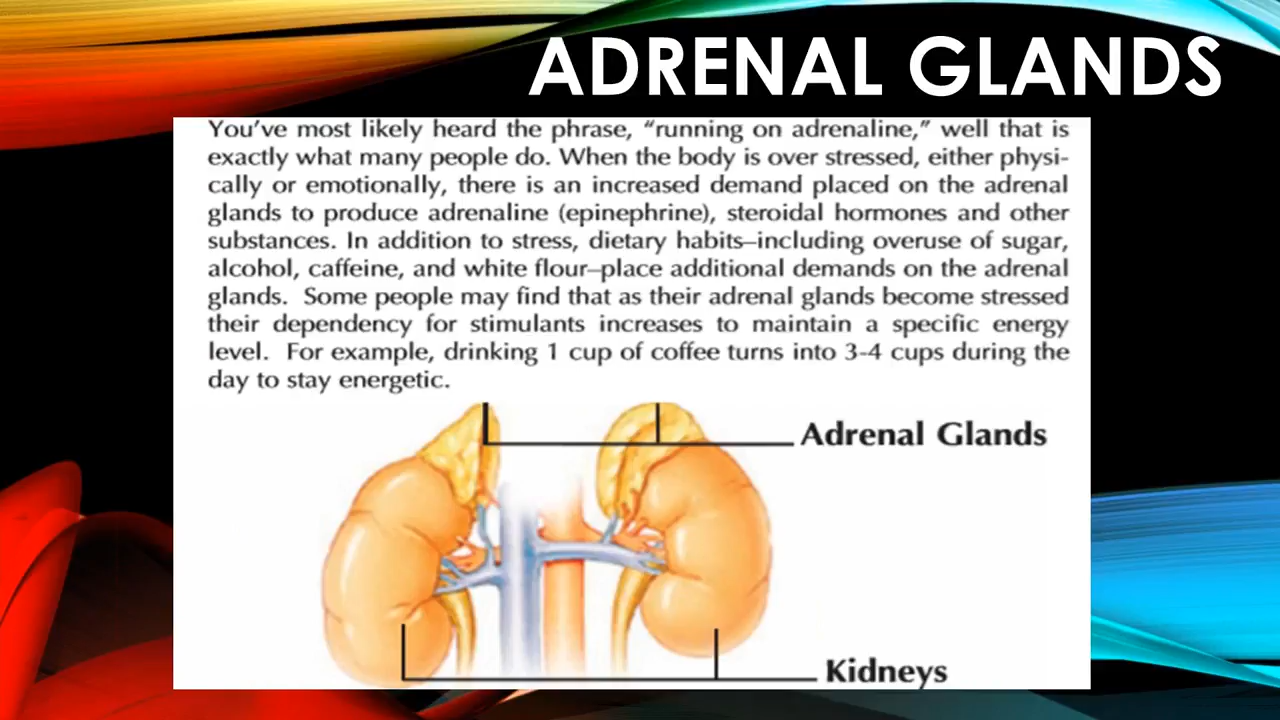 ADRENAL GLANDS
You've most likely heard the phrase, “running on adrenaline,” well that is
exactly what many people do. When the body is over stressed, either physi-
cally or emotionally, there is an increased demand placed on the adrenal
glands to produce adrenaline (epinephrine), steroidal hormones and other
substances. In addition to stress, dietary habits–including overuse of sugar,
alcohol, caffeine, and white flour–place additional demands on the adrenal
glands.  Some people may find that as their adrenal glands become stressed
their dependency for stimulants increases to maintain a specific energy
level.  For example, drinking 1 cup of coffee turns into 3-4 cups during the
day to stay energetic.
Adrenal Glands
Kidneys